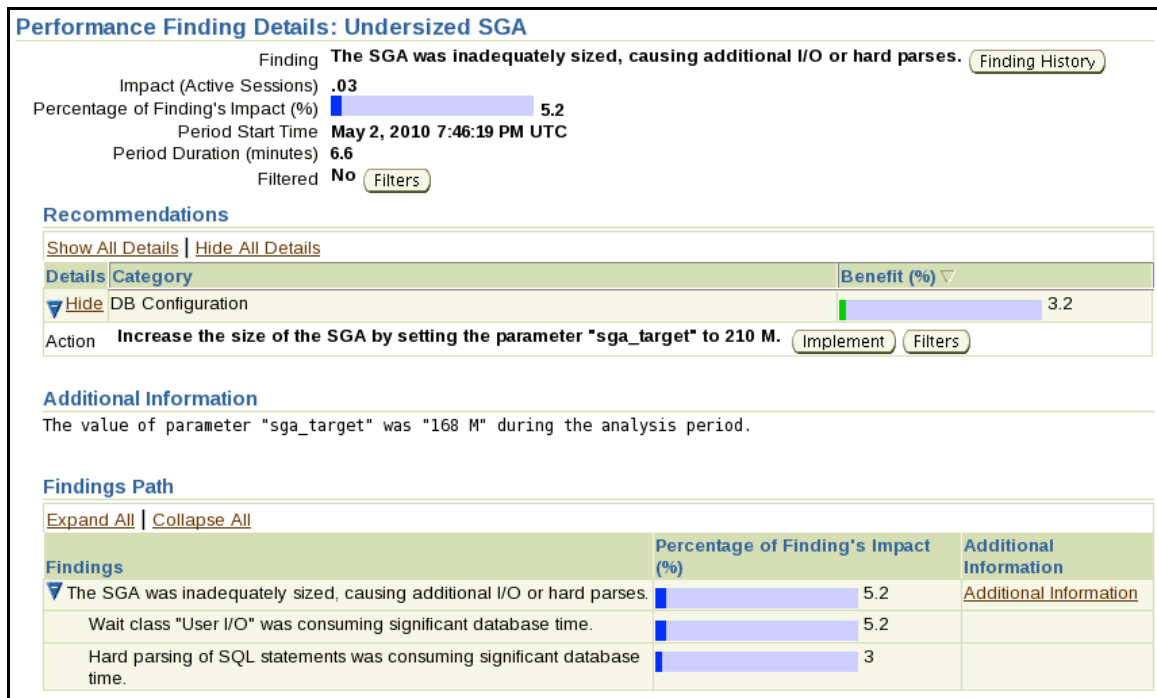 Performance Finding Details: Undersized SGA
Finding The SGA was inadequately sized, causing additional I/O or hard parses. Finding History
Impact (Active Sessions) .03
Percentage of Finding's Impact (%) 5.2
Period Start Time May 2, 2010 7:46:19 PM UTC
Period Duration (minutes) 6.6
Filtered No Filters
Recommendations
Show All Details | Hide All Details
Details Category Benefit (%)
Hide DB Configuration 3.2
Action Increase the size of the SGA by setting the parameter "sga_target" to 210 M. Implement Filters
Additional Information
The value of parameter "sga_target" was "168 M" during the analysis period.
Findings Path
Expand All | Collapse All
Findings Percentage of Finding's Impact (%) Additional Information
The SGA was inadequately sized, causing additional I/O or hard parses. 5.2 Additional Information
Wait class "User I/O" was consuming significant database time. 5.2
Hard parsing of SQL statements was consuming significant database 3
time.